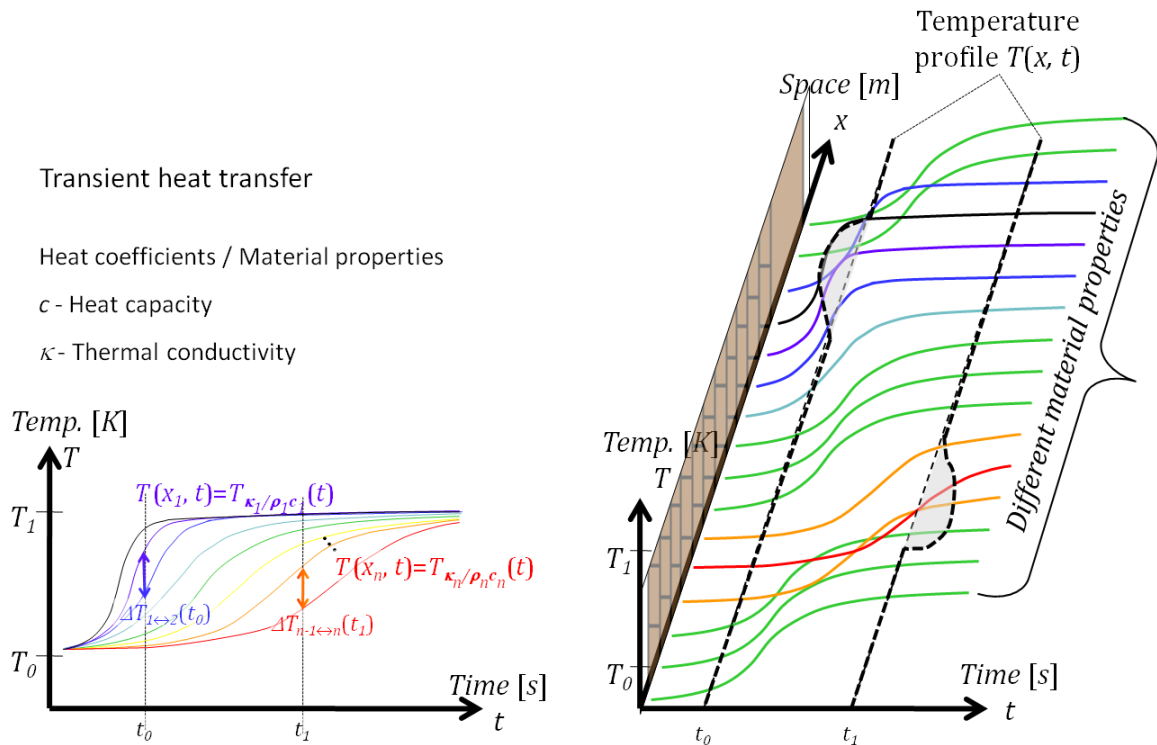 Transient heat transfer
Heat coefficients / Material properties
c - Heat capacity
κ - Thermal conductivity
Temp. [K]
T
T(x₁, t)=T κ₁/ρ₁c₁(t)
T₁
T(xₙ, t)=T κₙ/ρₙcₙ(t)
ΔT₁↔₂(t₀)
ΔTₙ₋₁↔ₙ(t₁)
T₀
Time [s]
t
t₀
t₁
Temperature
profile T(x, t)
Space [m]
x
Different material properties
Temp. [K]
T
T₁
T₀
Time [s]
t
t₀
t₁